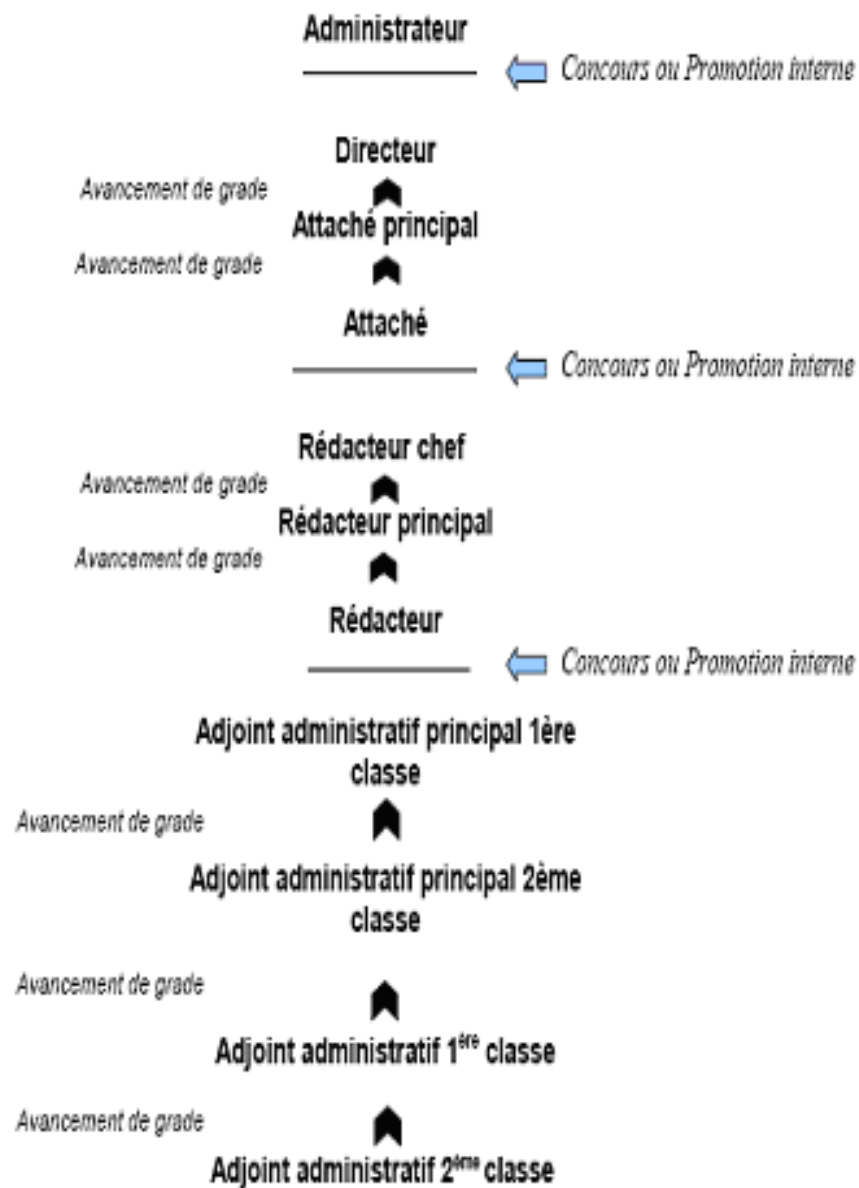 Administrateur
Concours ou Promotion interne
Directeur
Avancement de grade
Attaché principal
Avancement de grade
Attaché
Concours ou Promotion interne
Rédacteur chef
Avancement de grade
Rédacteur principal
Avancement de grade
Rédacteur
Concours ou Promotion interne
Adjoint administratif principal 1ère
classe
Avancement de grade
Adjoint administratif principal 2ème
classe
Avancement de grade
Adjoint administratif 1ère classe
Avancement de grade
Adjoint administratif 2ème classe